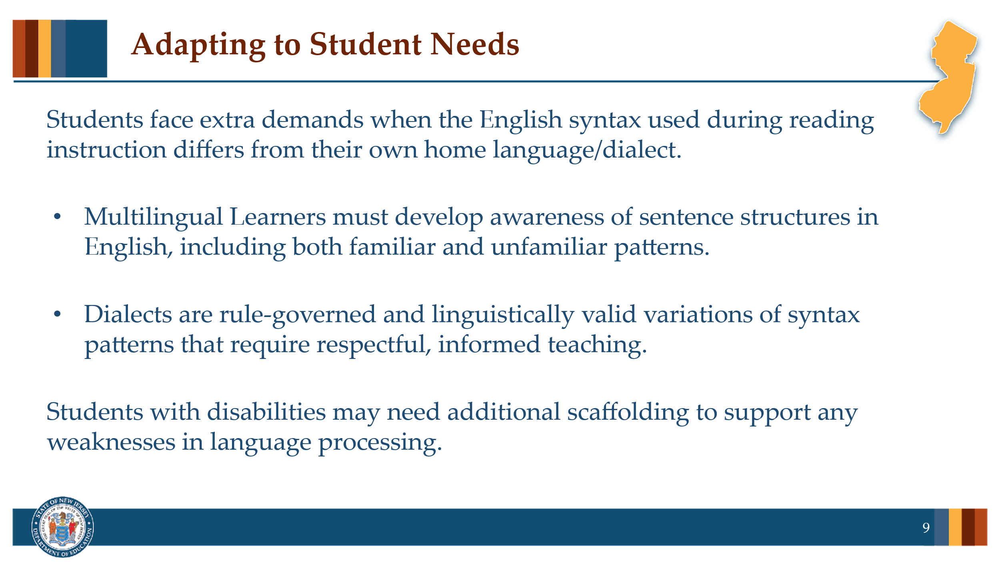 Adapting to Student Needs
Students face extra demands when the English syntax used during reading
instruction differs from their own home language/dialect.
• Multilingual Learners must develop awareness of sentence structures in
English, including both familiar and unfamiliar patterns.
• Dialects are rule-governed and linguistically valid variations of syntax
patterns that require respectful, informed teaching.
Students with disabilities may need additional scaffolding to support any
weaknesses in language processing.
STATE OF NEW JERSEY
THE GREAT SEAL OF THE STATE OF NEW JERSEY
DEPARTMENT OF EDUCATION
9